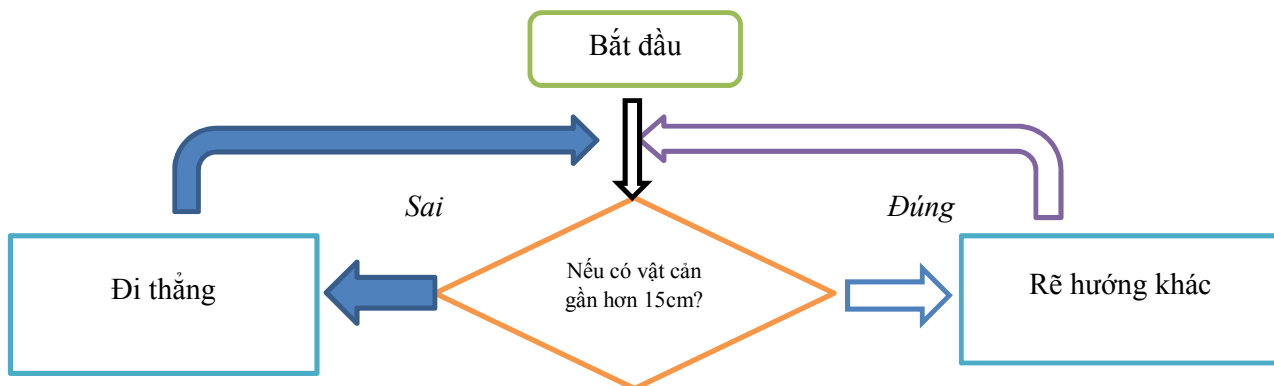 Bắt đầu
Sai
Đúng
Đi thẳng
Nếu có vật cản
gần hơn 15cm?
Rẽ hướng khác